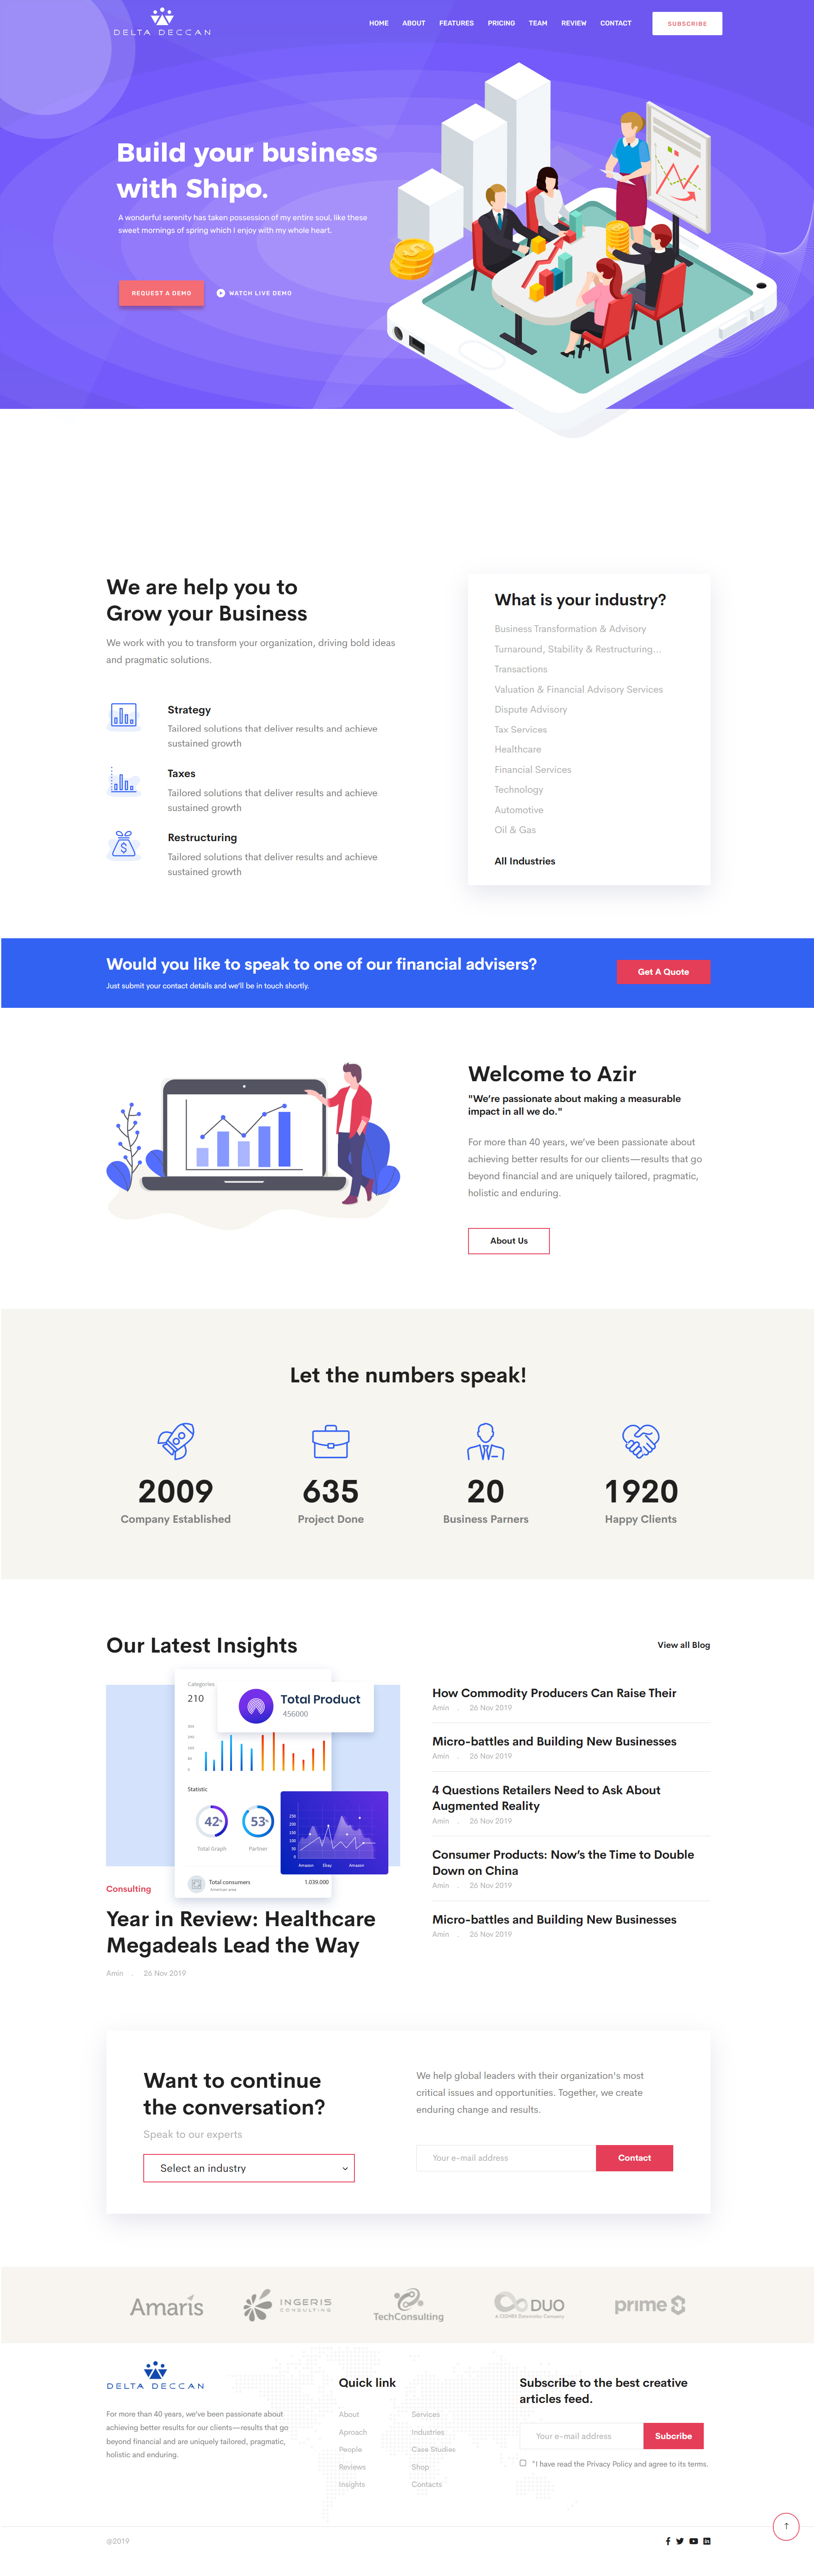 DELTA DECCAN
HOME ABOUT FEATURES PRICING TEAM REVIEW CONTACT SUBSCRIBE
Build your business
with Shipo.
A wonderful serenity has taken possession of my entire soul, like these
sweet mornings of spring which I enjoy with my whole heart.
REQUEST A DEMO WATCH LIVE DEMO
We are help you to
Grow your Business
We work with you to transform your organization, driving bold ideas
and pragmatic solutions.
Strategy
Tailored solutions that deliver results and achieve
sustained growth
Taxes
Tailored solutions that deliver results and achieve
sustained growth
Restructuring
Tailored solutions that deliver results and achieve
sustained growth
What is your industry?
Business Transformation & Advisory
Turnaround, Stability & Restructuring...
Transactions
Valuation & Financial Advisory Services
Dispute Advisory
Tax Services
Healthcare
Financial Services
Technology
Automotive
Oil & Gas
All Industries
Would you like to speak to one of our financial advisers?
Just submit your contact details and we'll be in touch shortly.
Get A Quote
Welcome to Azir
"We're passionate about making a measurable
impact in all we do."
For more than 40 years, we've been passionate about
achieving better results for our clients—results that go
beyond financial and are uniquely tailored, pragmatic,
holistic and enduring.
About Us
Let the numbers speak!
2009
Company Established
635
Project Done
20
Business Parners
1920
Happy Clients
Our Latest Insights
View all Blog
Categories
210
Total Product
456000
Statistic
42%
53%
Total Graph
Partner
250
200
150
100
50
0
Amazon Ebay Amazon
Total consumers
American area
1.039.000
Consulting
Year in Review: Healthcare
Megadeals Lead the Way
Amin . 26 Nov 2019
How Commodity Producers Can Raise Their
Amin . 26 Nov 2019
Micro-battles and Building New Businesses
Amin . 26 Nov 2019
4 Questions Retailers Need to Ask About
Augmented Reality
Amin . 26 Nov 2019
Consumer Products: Now's the Time to Double
Down on China
Amin . 26 Nov 2019
Micro-battles and Building New Businesses
Amin . 26 Nov 2019
Want to continue
the conversation?
Speak to our experts
Select an industry
We help global leaders with their organization's most
critical issues and opportunities. Together, we create
enduring change and results.
Your e-mail address
Contact
Amaris
INGERIS
CONSULTING
TechConsulting
DUO
A CEGMEX Dominates Company
prime
DELTA DECCAN
For more than 40 years, we've been passionate about
achieving better results for our clients—results that go
beyond financial and are uniquely tailored, pragmatic,
holistic and enduring.
Quick link
About
Aproach
People
Reviews
Insights
Services
Industries
Case Studies
Shop
Contacts
Subscribe to the best creative
articles feed.
Your e-mail address
Subcribe
"I have read the Privacy Policy and agree to its terms.
@2019